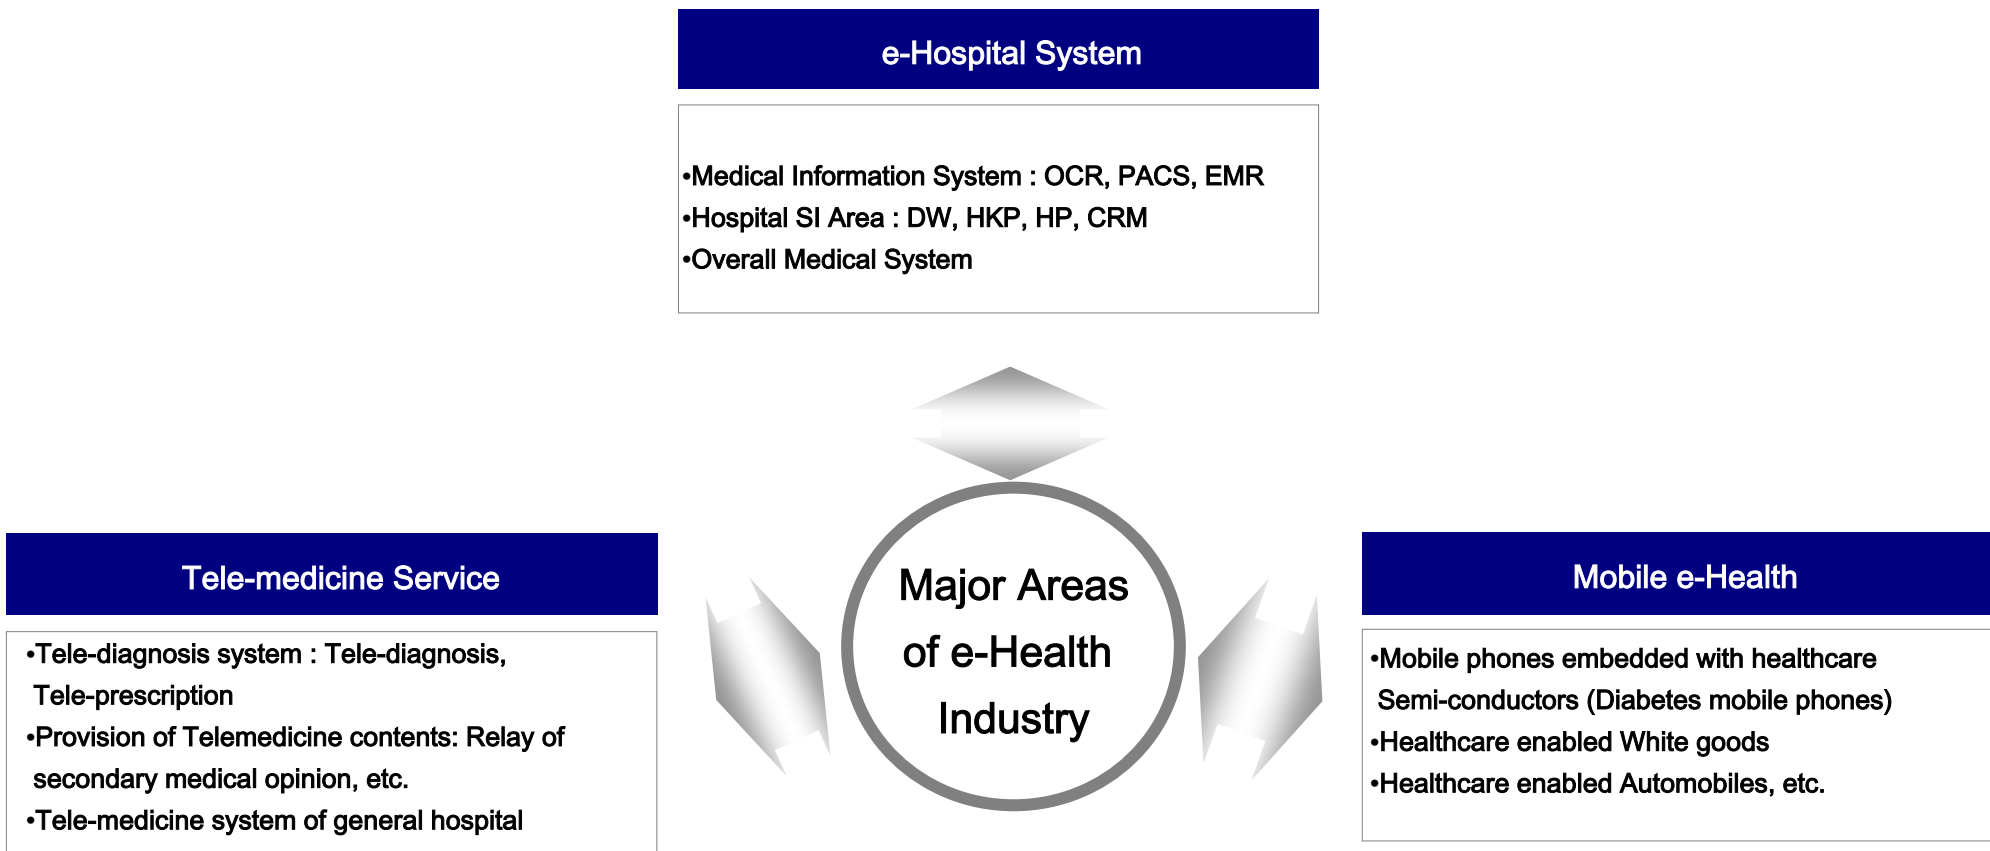 e-Hospital System
•Medical Information System : OCR, PACS, EMR
•Hospital SI Area : DW, HKP, HP, CRM
•Overall Medical System
Tele-medicine Service
•Tele-diagnosis system : Tele-diagnosis,
Tele-prescription
•Provision of Telemedicine contents: Relay of
secondary medical opinion, etc.
•Tele-medicine system of general hospital
Major Areas
of e-Health
Industry
Mobile e-Health
•Mobile phones embedded with healthcare
Semi-conductors (Diabetes mobile phones)
•Healthcare enabled White goods
•Healthcare enabled Automobiles, etc.